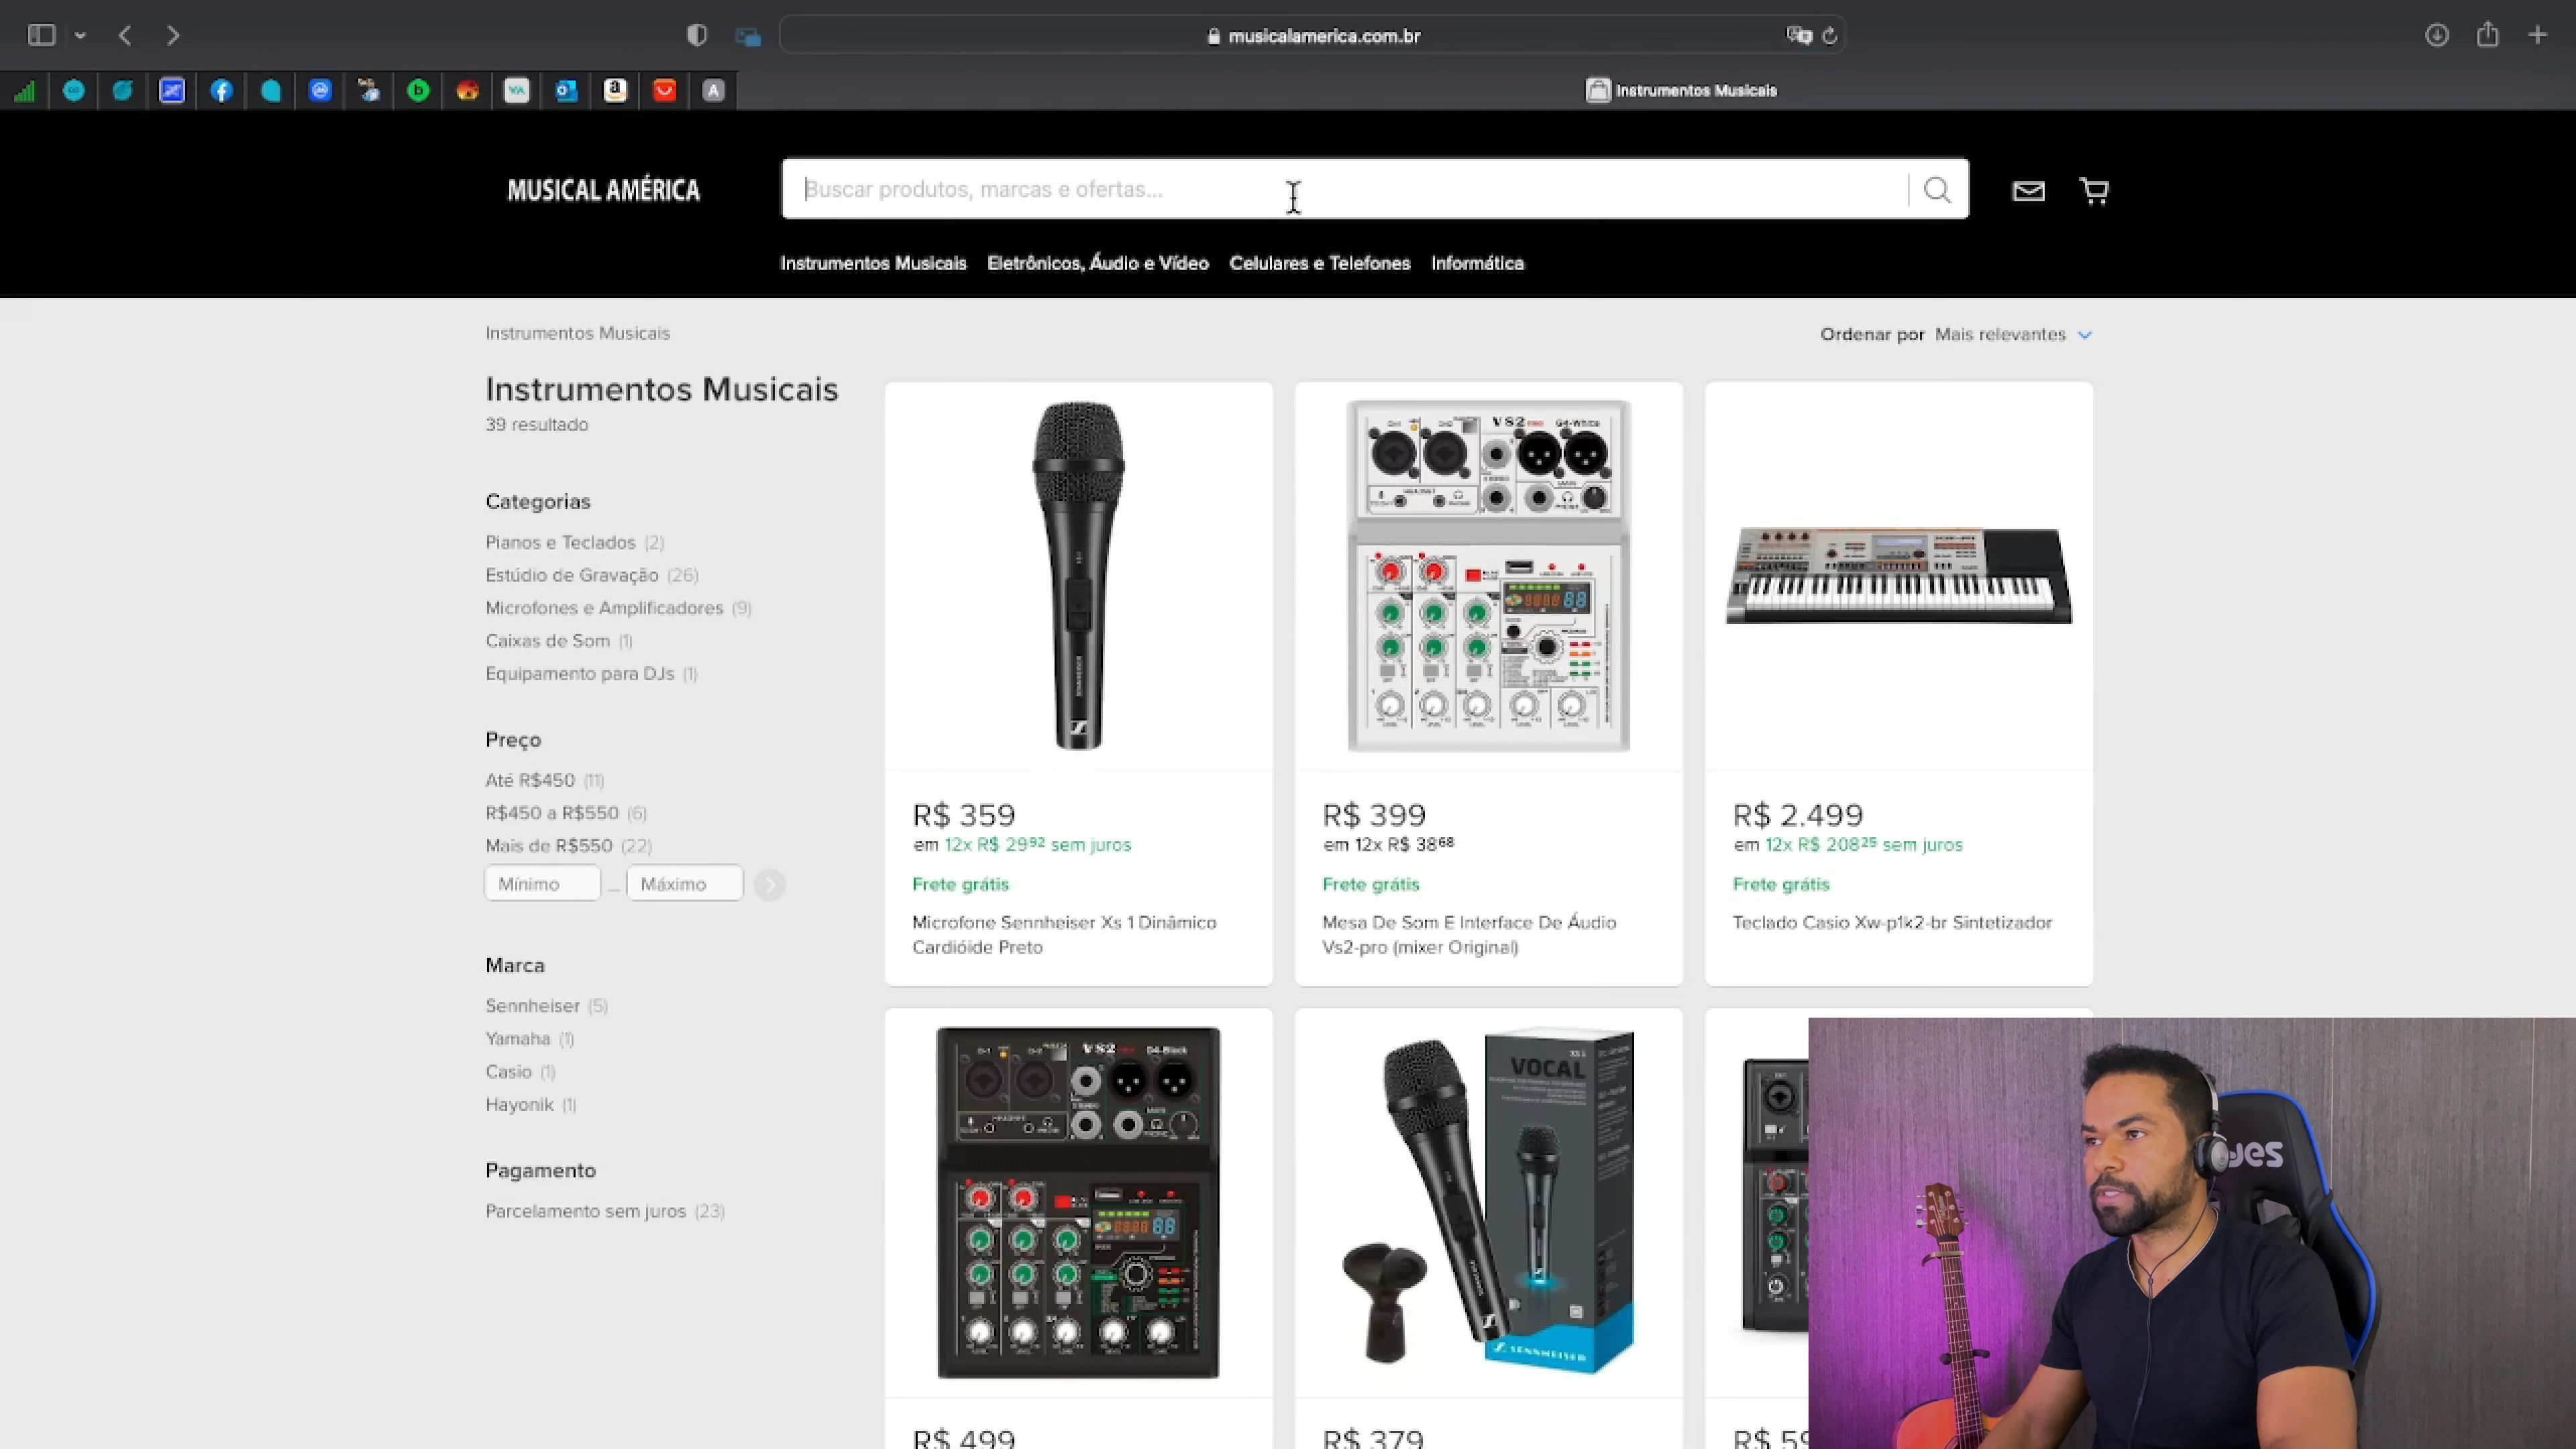 musicalamerica.com.br
Instrumentos Musicais
MUSICAL AMÉRICA
Buscar produtos, marcas e ofertas...
Instrumentos Musicais Eletrônicos, Áudio e Vídeo Celulares e Telefones Informática
Instrumentos Musicais
Ordenar por Mais relevantes
Instrumentos Musicais
39 resultado
Categorias
Pianos e Teclados (2)
Estúdio de Gravação (26)
Microfones e Amplificadores (9)
Caixas de Som (1)
Equipamento para DJs (1)
Preço
Até R$450 (11)
R$450 a R$550 (6)
Mais de R$550 (22)
Mínimo
Máximo
Marca
Sennheiser (5)
Yamaha (1)
Casio (1)
Hayonik (1)
Pagamento
Parcelamento sem juros (23)
VS2
R$ 359
em 12x R$ 29 92 sem juros
Frete grátis
Microfone Sennheiser Xs 1 Dinâmico
Cardióide Preto
R$ 399
em 12x R$ 38 68
Frete grátis
Mesa De Som E Interface De Áudio
Vs2-pro (mixer Original)
R$ 2.499
em 12x R$ 208 25 sem juros
Frete grátis
Teclado Casio Xw-p1k2-br Sintetizador
VS2
G4-Black
XS 1
VOCAL
SENNHEISER
R$ 499
R$ 379